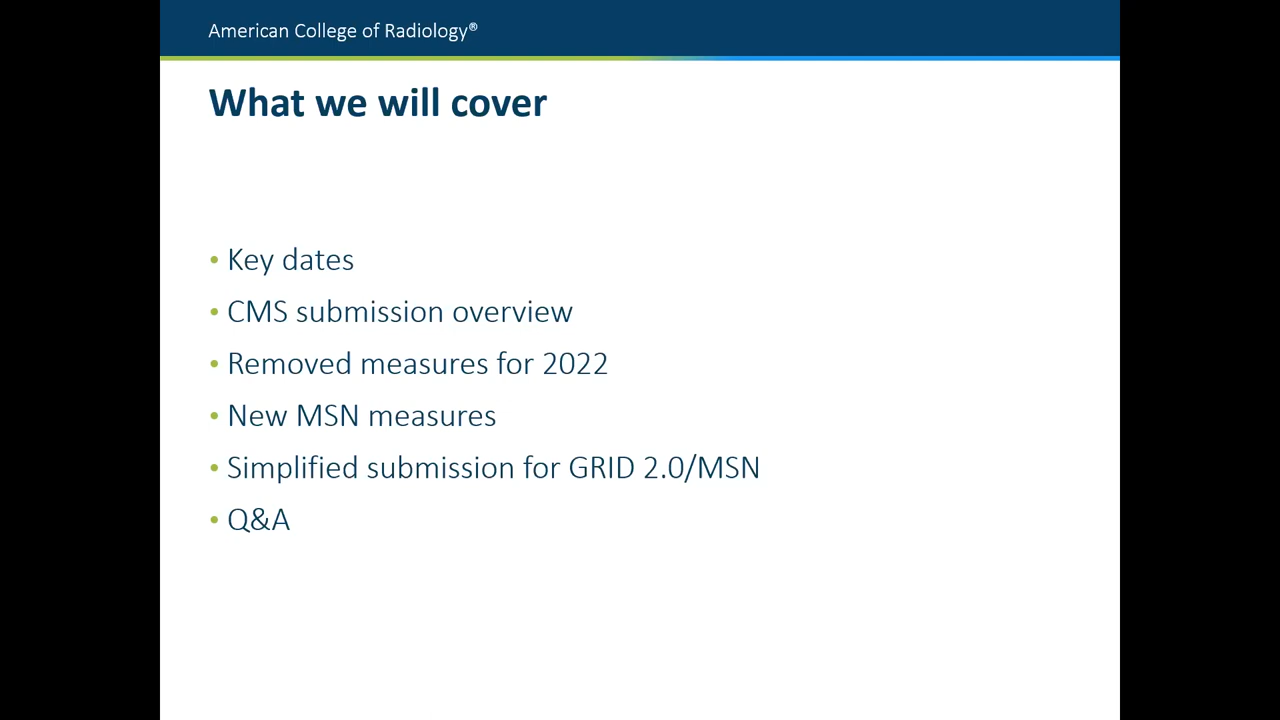 American College of Radiology®
What we will cover
• Key dates
• CMS submission overview
• Removed measures for 2022
• New MSN measures
• Simplified submission for GRID 2.0/MSN
• Q&A